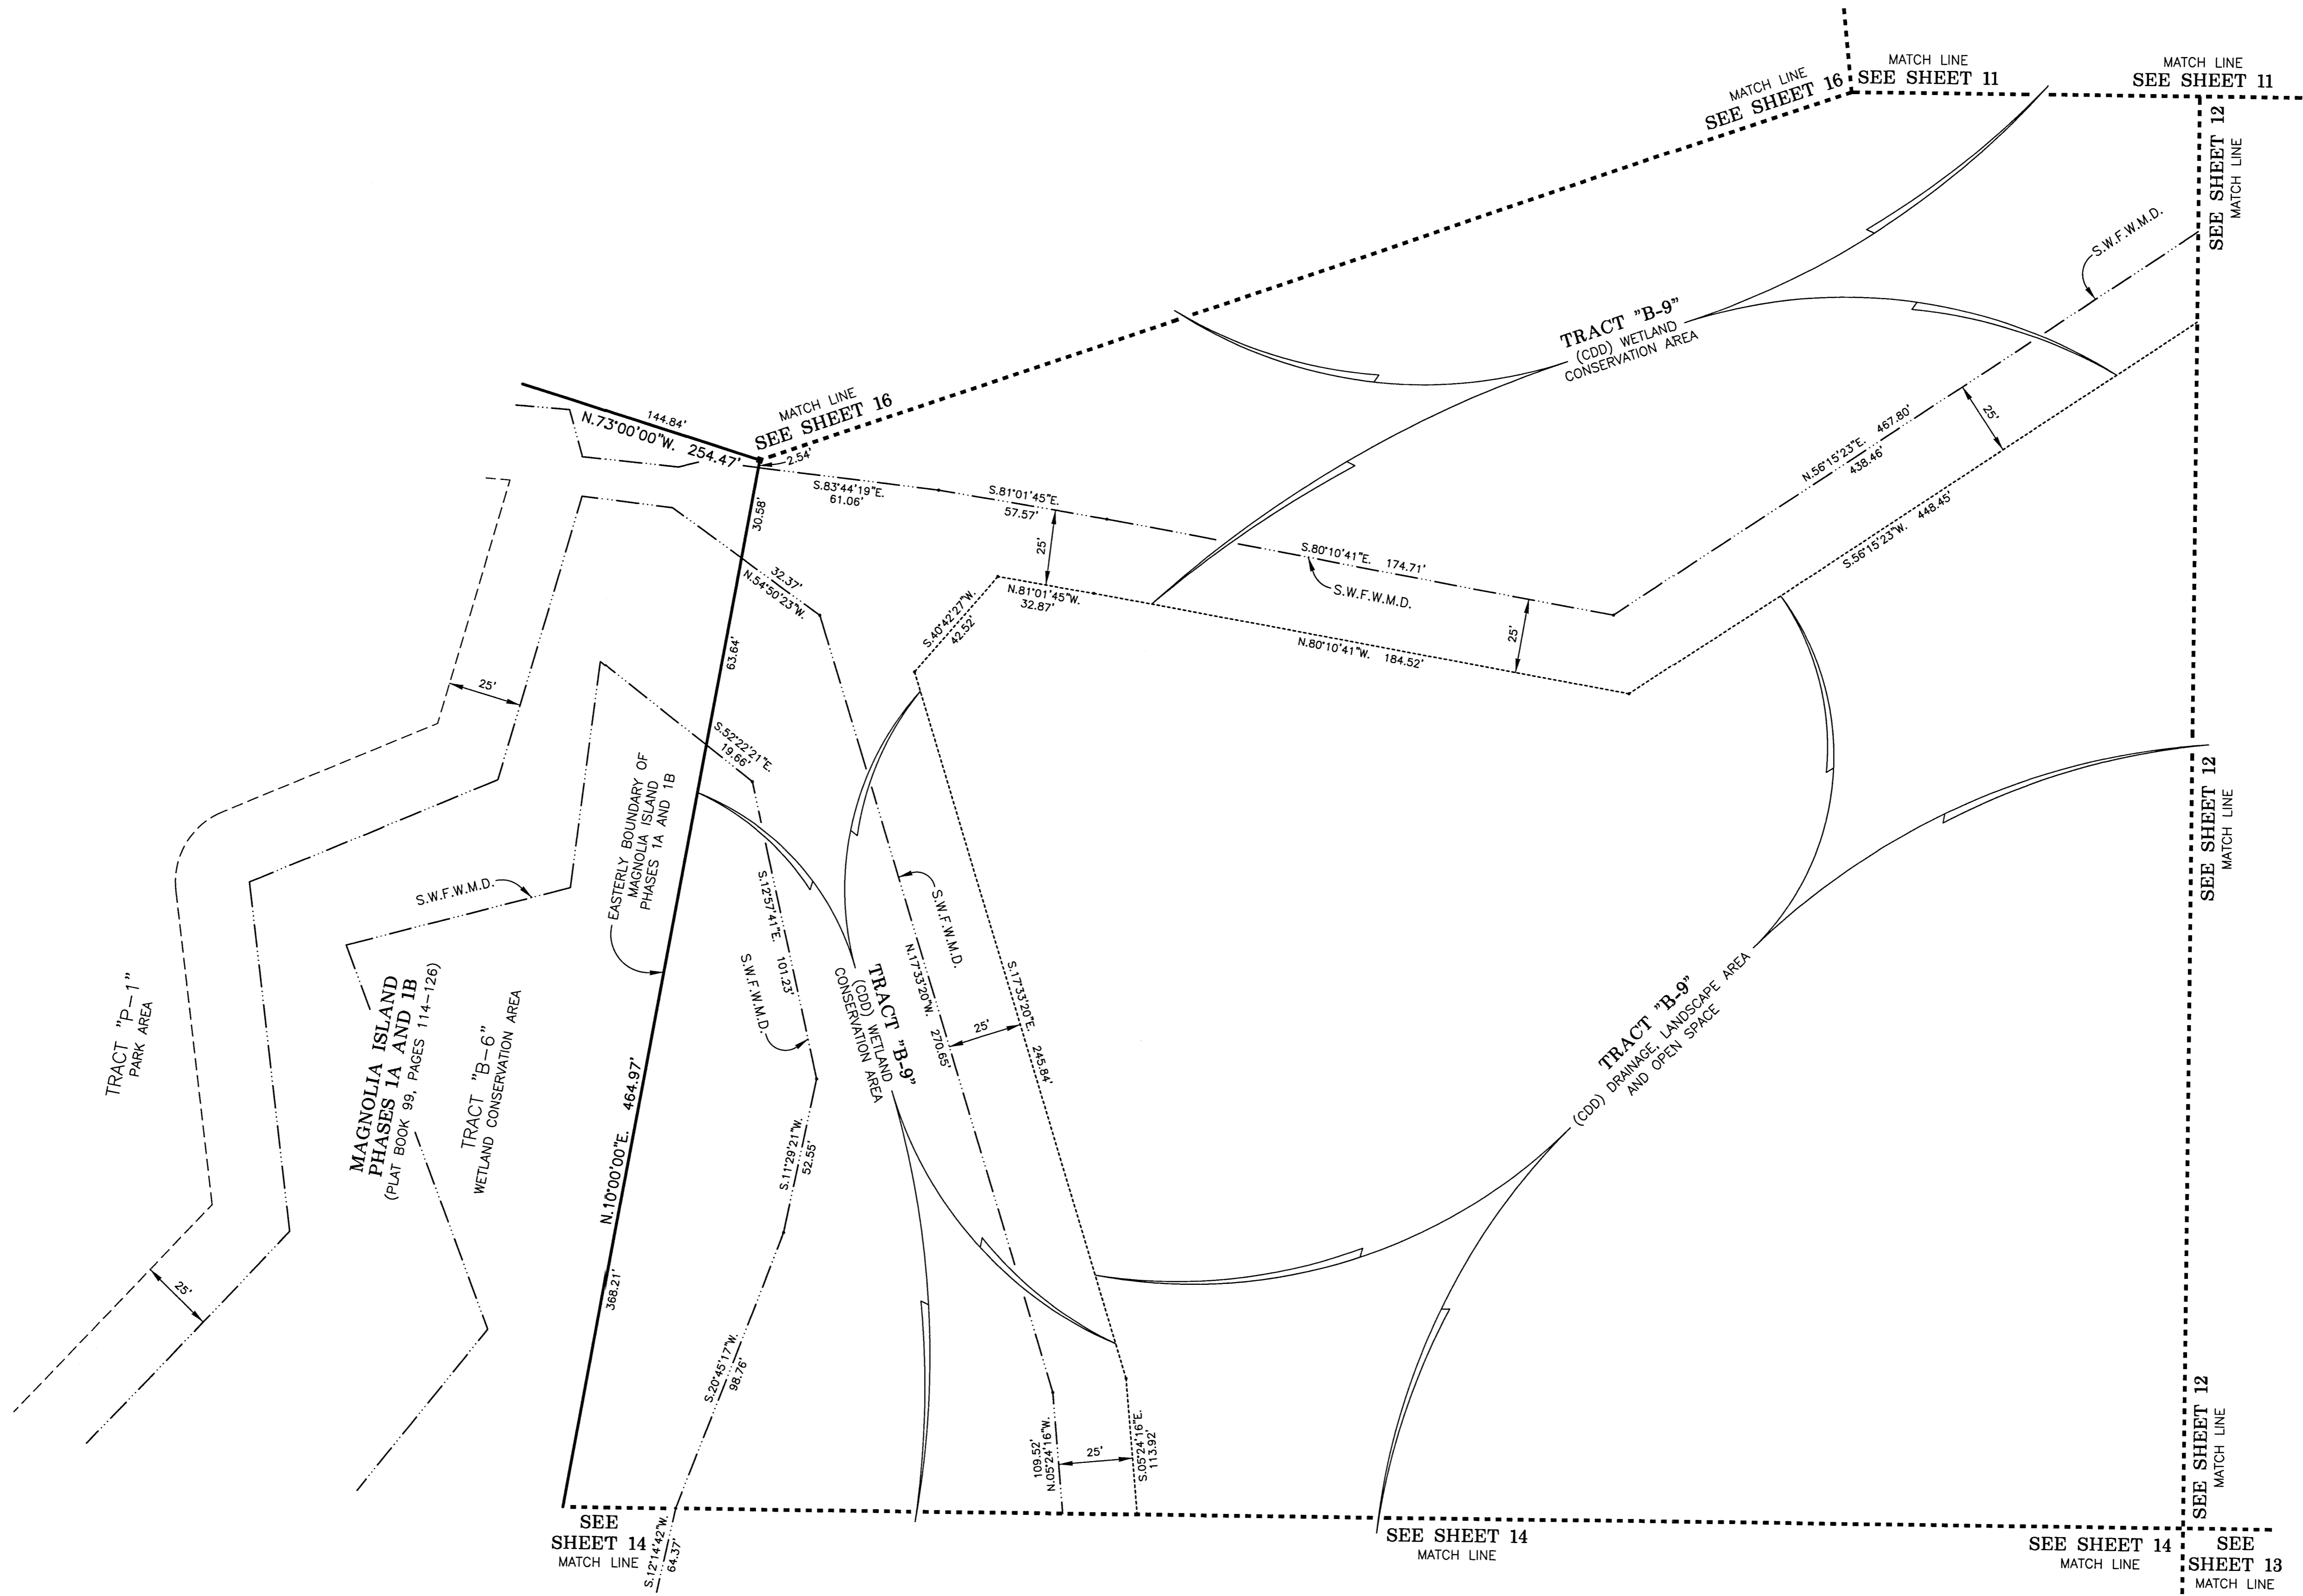 MATCH LINE
SEE SHEET 11
MATCH LINE
SEE SHEET 11
MATCH LINE
SEE SHEET 16
SEE SHEET 12
MATCH LINE
S.W.F.W.M.D.
TRACT "B-9"
(CDD) WETLAND
CONSERVATION AREA
MATCH LINE
SEE SHEET 16
144.84'
N.73°00'00"W. 254.47'
2.54'
S.83°44'19"E.
61.06'
S.81°01'45"E.
57.57'
25'
S.80°10'41"E. 174.71'
S.W.F.W.M.D.
N.56°15'23"E. 467.80'
438.46'
25'
S.56°15'23"W. 448.45'
30.58'
32.37'
N.54°50'23"W.
S.40°42'27"W.
42.52'
N.81°01'45"W.
32.87'
N.80°10'41"W. 184.52'
25'
63.64'
25'
S.52°22'21"E.
19.66'
EASTERLY BOUNDARY OF
MAGNOLIA ISLAND
PHASES 1A AND 1B
S.W.F.W.M.D.
S.12°57'41"E. 101.23'
S.W.F.W.M.D.
S.W.F.W.M.D.
N.17°33'20"W. 270.65'
25'
S.17°33'20"E. 245.84'
TRACT "B-9"
(CDD) WETLAND
CONSERVATION AREA
TRACT "B-9"
(CDD) DRAINAGE, LANDSCAPE AREA
AND OPEN SPACE
SEE SHEET 12
MATCH LINE
TRACT "P-1"
PARK AREA
MAGNOLIA ISLAND
PHASES 1A AND 1B
(PLAT BOOK 99, PAGES 114-126)
TRACT "B-6"
WETLAND CONSERVATION AREA
N.10°00'00"E. 464.97'
S.11°29'21"W.
52.55'
25'
368.21'
S.20°45'17"W.
98.76'
109.52'
N.05°24'16"W.
25'
S.05°24'16"E.
113.92'
SEE SHEET 12
MATCH LINE
SEE
SHEET 14
MATCH LINE
S.12°14'42"W.
64.37'
SEE SHEET 14
MATCH LINE
SEE SHEET 14
MATCH LINE
SEE
SHEET 13
MATCH LINE